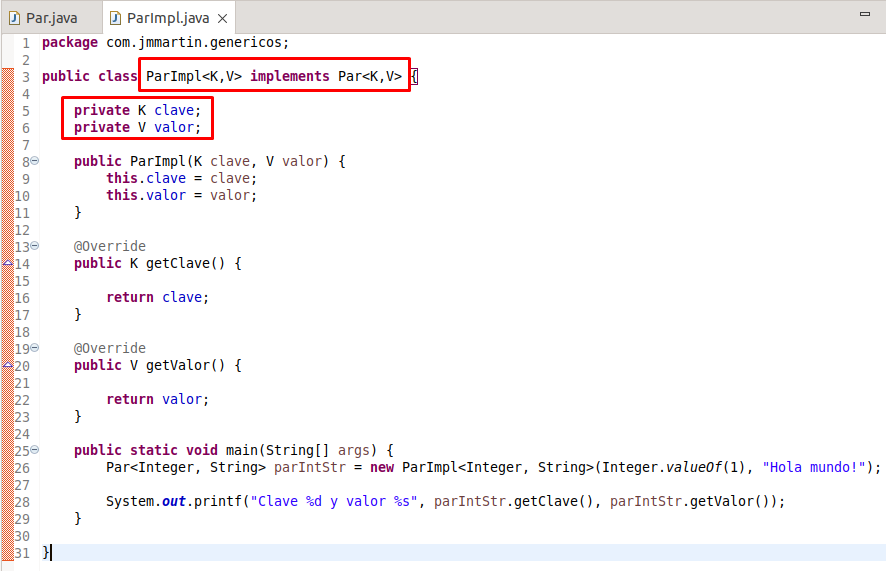 Par.java ParImpl.java
1 package com.jmmartin.genericos;
2
3 public class ParImpl<K,V> implements Par<K,V> {
4
5     private K clave;
6     private V valor;
7
8     public ParImpl(K clave, V valor) {
9         this.clave = clave;
10         this.valor = valor;
11     }
12
13     @Override
14     public K getClave() {
15
16         return clave;
17     }
18
19     @Override
20     public V getValor() {
21
22         return valor;
23     }
24
25     public static void main(String[] args) {
26         Par<Integer, String> parIntStr = new ParImpl<Integer, String>(Integer.valueOf(1), "Hola mundo!");
27
28         System.out.printf("Clave %d y valor %s", parIntStr.getClave(), parIntStr.getValor());
29     }
30
31 }